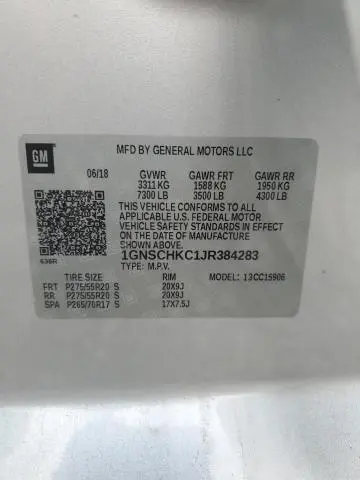 GM
MFD BY GENERAL MOTORS LLC
06/18 GVWR GAWR FRT GAWR RR
3311 KG 1588 KG 1950 KG
7300 LB 3500 LB 4300 LB
THIS VEHICLE CONFORMS TO ALL
APPLICABLE U.S. FEDERAL MOTOR
VEHICLE SAFETY STANDARDS IN EFFECT
ON THE DATE OF MANUFACTURE
SHOWN ABOVE.
636R 1GNSCHKC1JR384283
TYPE: M.P.V.
TIRE SIZE RIM MODEL: 13CC15906
FRT P275/55R20 S 20X9J
RR P275/55R20 S 20X9J
SPA P265/70R17 S 17X7.5J